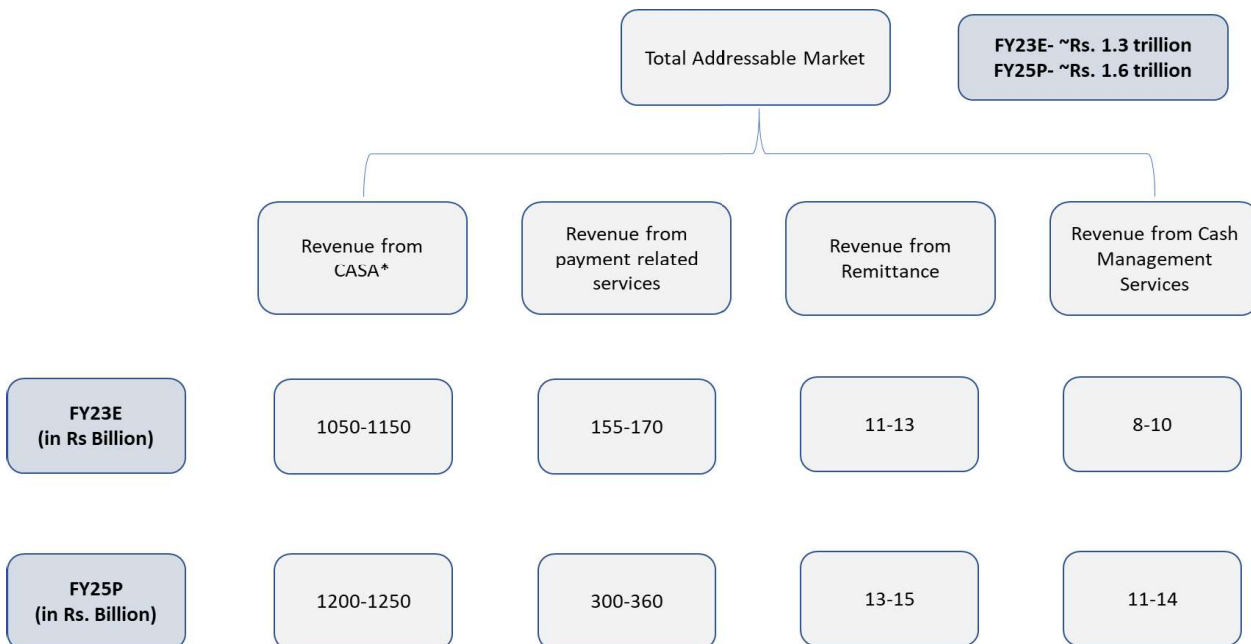 Total Addressable Market
FY23E- ~Rs. 1.3 trillion
FY25P- ~Rs. 1.6 trillion
Revenue from
CASA*
Revenue from
payment related
services
Revenue from
Remittance
Revenue from Cash
Management
Services
FY23E
(in Rs Billion)
1050-1150
155-170
11-13
8-10
FY25P
(in Rs. Billion)
1200-1250
300-360
13-15
11-14